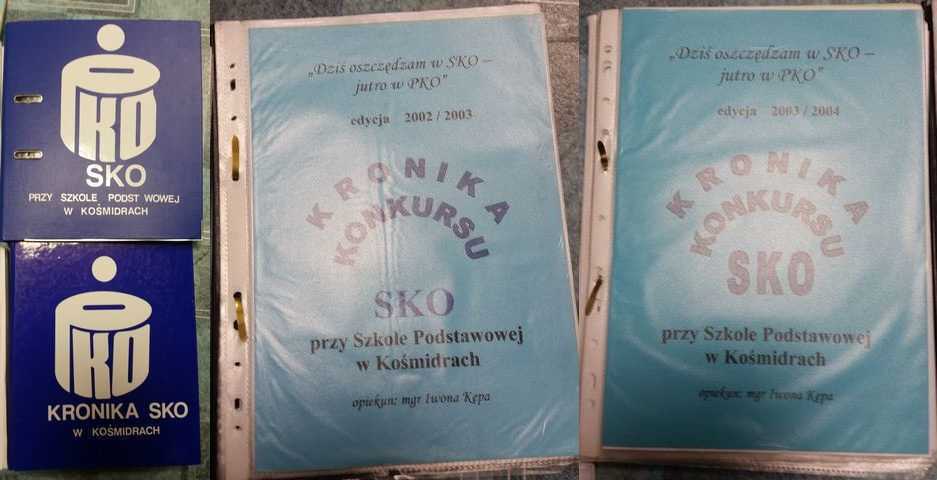 PKO
SKO
PRZY SZKOLE PODST WOWEJ
W KOŚMIDRACH
PKO
KRONIKA SKO
W KOŚMIDRACH
„Dziś oszczędzam w SKO –
jutro w PKO”
edycja 2002 / 2003
KRONIKA
KONKURSU
SKO
przy Szkole Podstawowej
w Kośmidrach
opiekun: mgr Iwona Kępa
„Dziś oszczędzam w SKO –
jutro w PKO”
edycja 2003 / 2004
KRONIKA
KONKURSU
SKO
przy Szkole Podstawowej
w Kośmidrach
opiekun: mgr Iwona Kępa